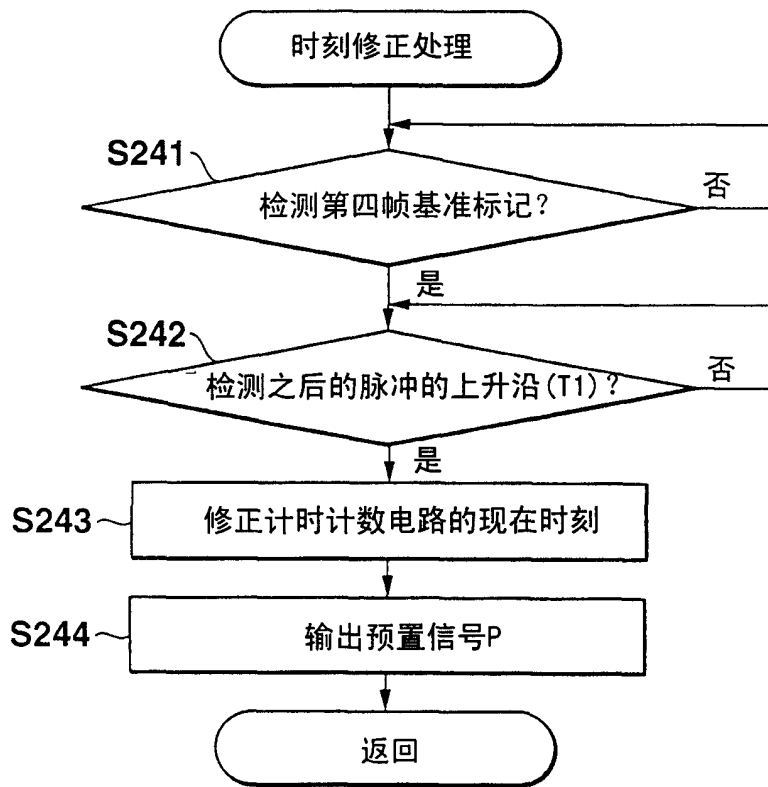 时刻修正处理
S241
检测第四帧基准标记?
否
是
S242
检测之后的脉冲的上升沿(T1)?
否
是
S243
修正计时计数电路的现在时刻
S244
输出预置信号P
返回